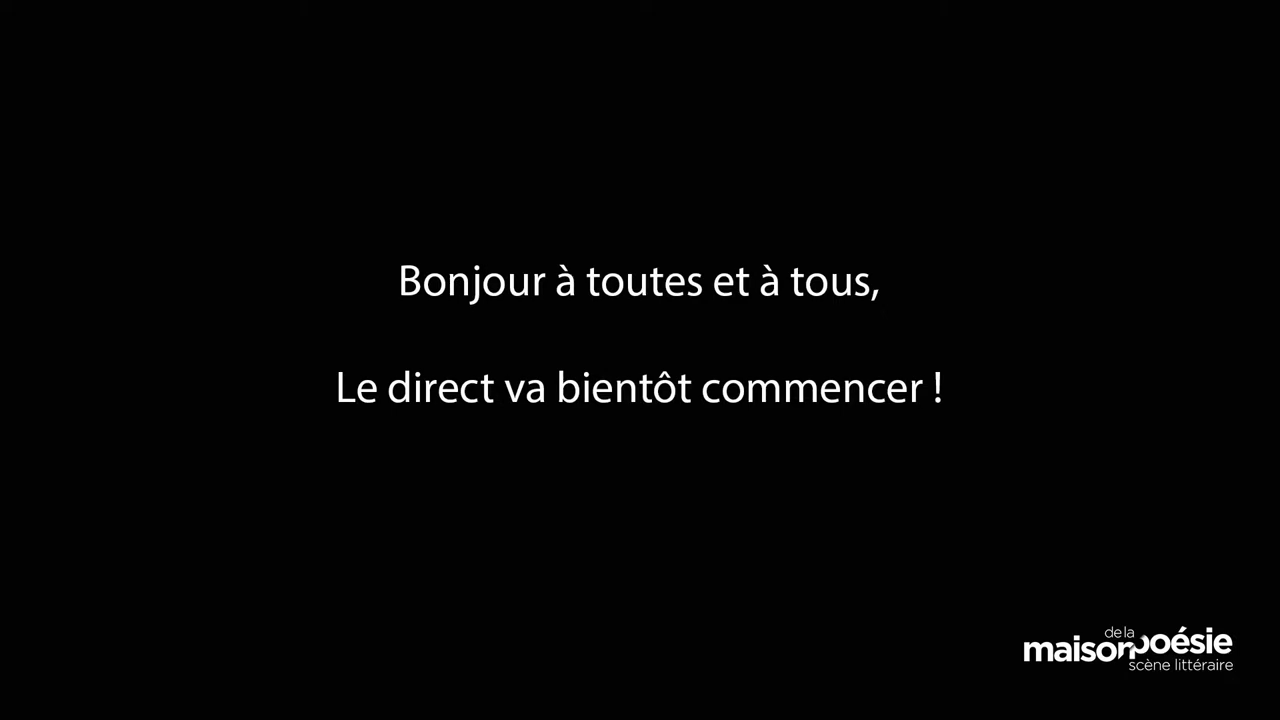 Bonjour à toutes et à tous,
Le direct va bientôt commencer !
de la
maison poésie
scène littéraire